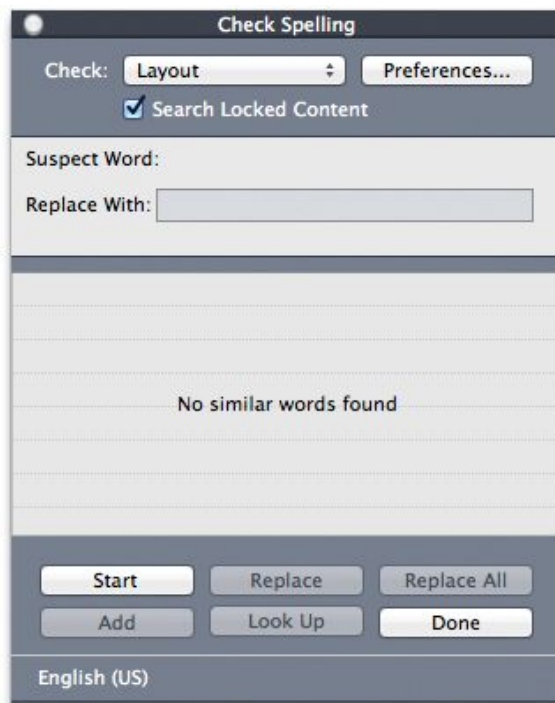 Check Spelling
Check: Layout Preferences...
Search Locked Content
Suspect Word:
Replace With:
No similar words found
Start Replace Replace All
Add Look Up Done
English (US)